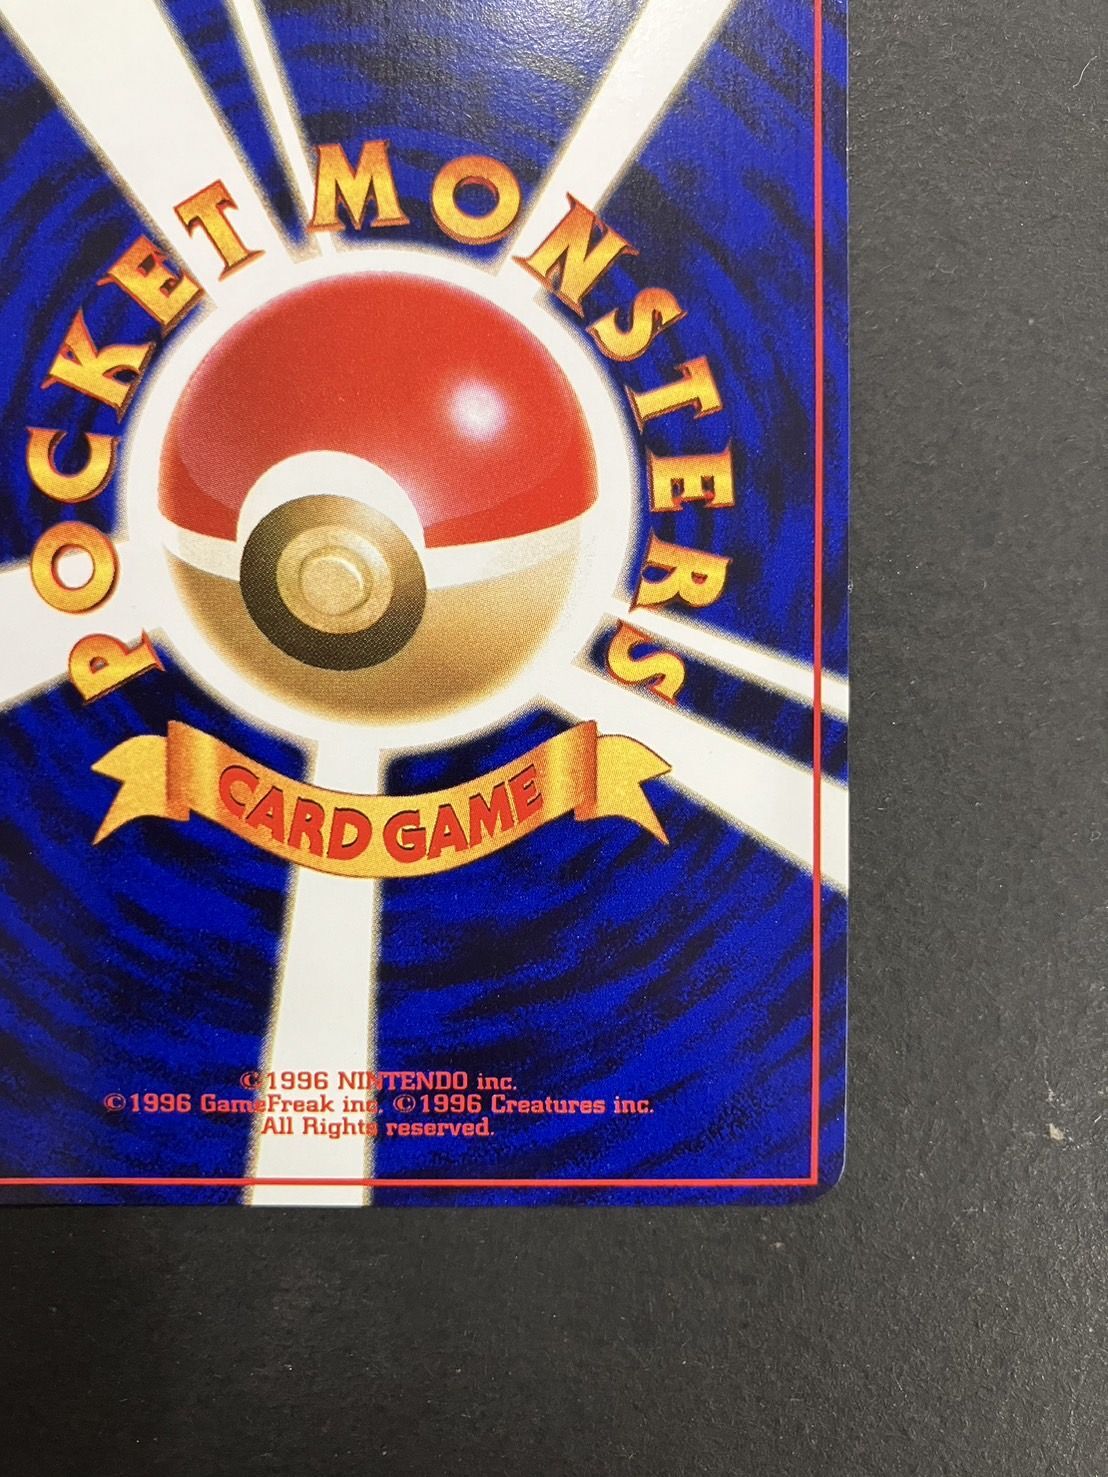 POCKET MONSTERS
CARD GAME
©1996 NINTENDO inc.
©1996 GameFreak inc. ©1996 Creatures inc.
All Rights reserved.